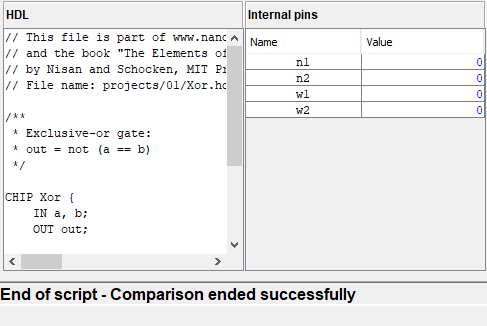 HDL
// This file is part of www.nand
// and the book "The Elements of
// by Nisan and Schocken, MIT Pr
// File name: projects/01/Xor.hd
/**
* Exclusive-or gate:
* out = not (a == b)
*/
CHIP Xor {
IN a, b;
OUT out;
Internal pins
Name Value
n1 0
n2 0
w1 0
w2 0
End of script - Comparison ended successfully